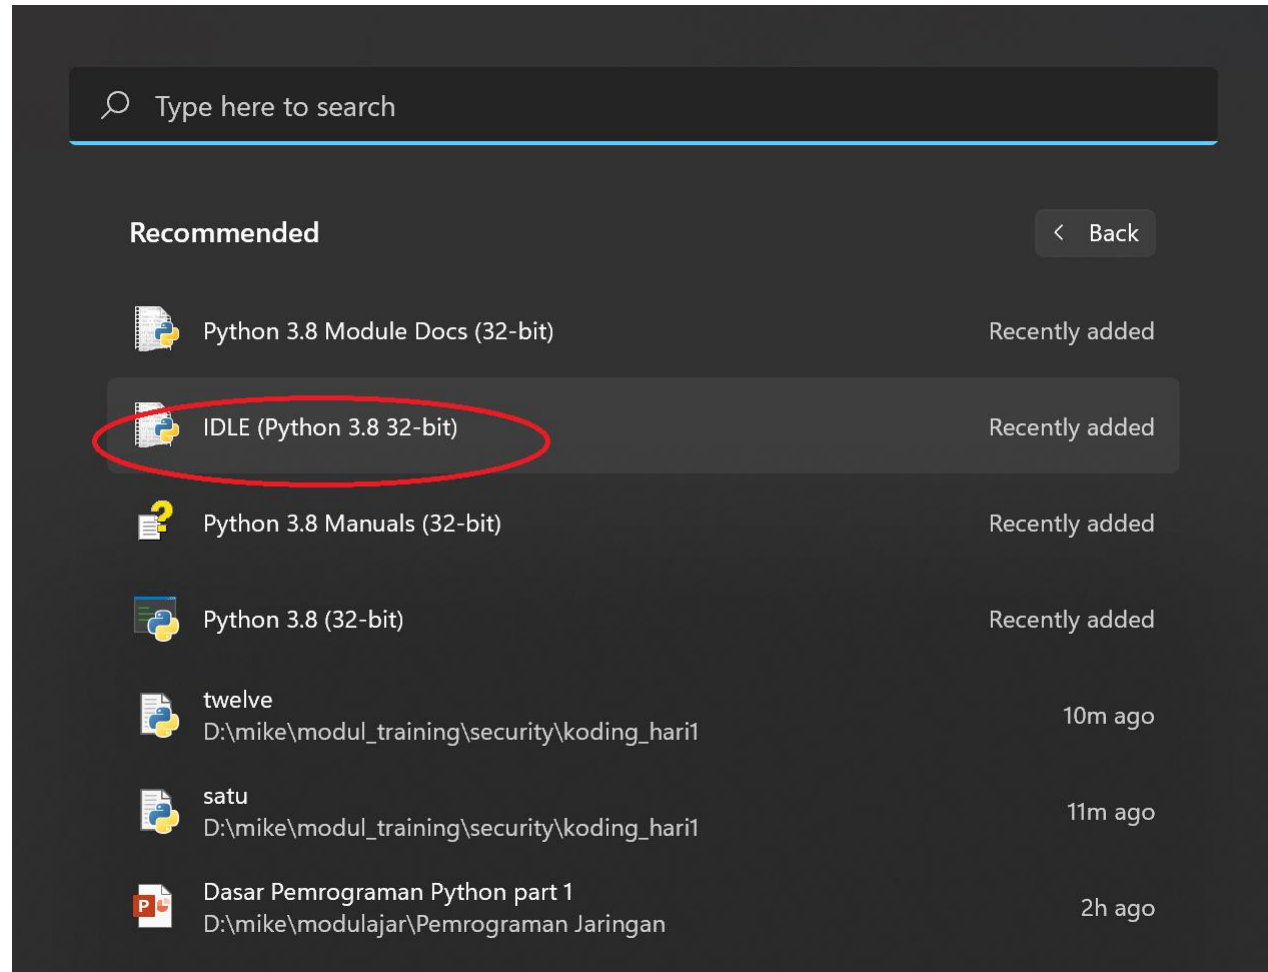 Type here to search
Recommended
Back
Python 3.8 Module Docs (32-bit)
Recently added
IDLE (Python 3.8 32-bit)
Recently added
Python 3.8 Manuals (32-bit)
Recently added
Python 3.8 (32-bit)
Recently added
twelve
D:\mike\modul_training\security\koding_hari1
10m ago
satu
D:\mike\modul_training\security\koding_hari1
11m ago
Dasar Pemrograman Python part 1
D:\mike\modulajar\Pemrograman Jaringan
2h ago